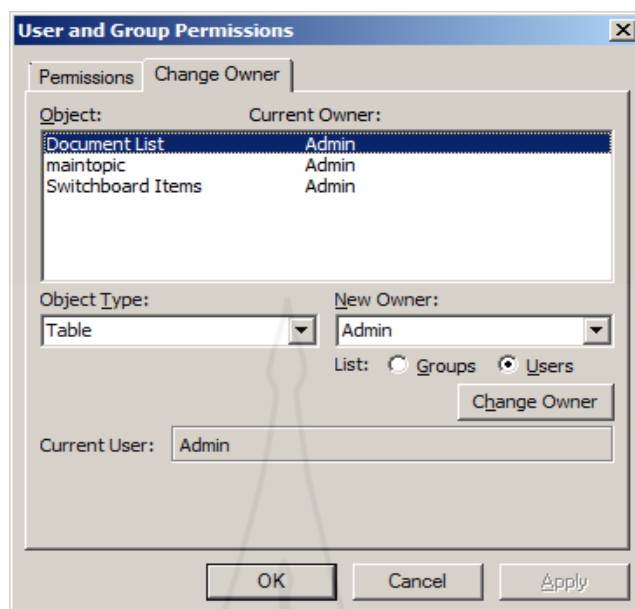 User and Group Permissions
Permissions Change Owner
Object: Current Owner:
Document List Admin
maintopic Admin
Switchboard Items Admin
Object Type: New Owner:
Table Admin
List: Groups Users
Change Owner
Current User: Admin
OK Cancel Apply